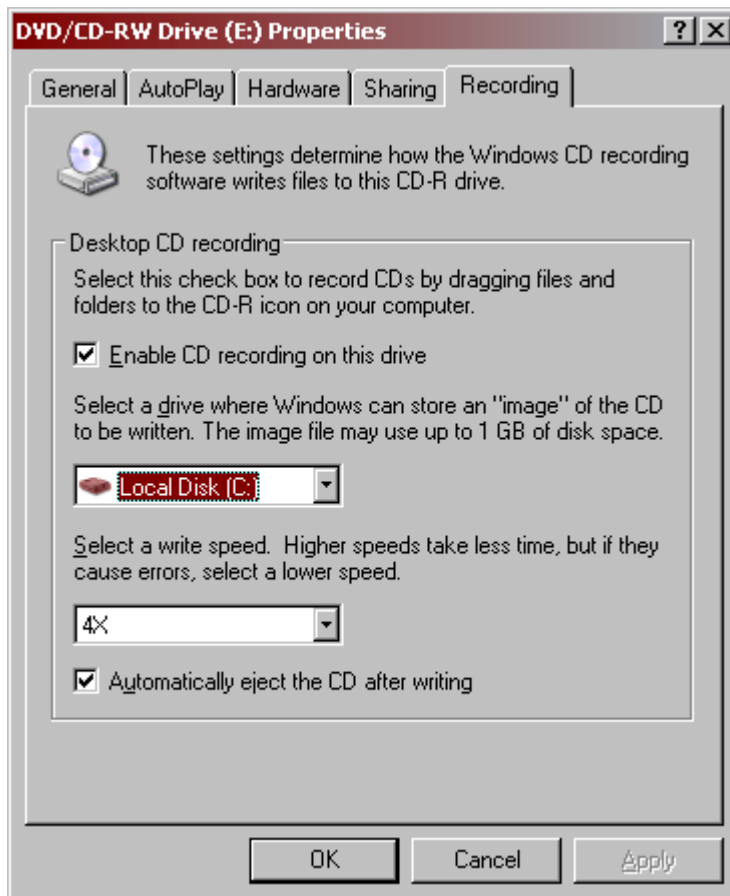 DVD/CD-RW Drive (E:) Properties
General AutoPlay Hardware Sharing Recording
These settings determine how the Windows CD recording
software writes files to this CD-R drive.
Desktop CD recording
Select this check box to record CDs by dragging files and
folders to the CD-R icon on your computer.
Enable CD recording on this drive
Select a drive where Windows can store an "image" of the CD
to be written. The image file may use up to 1 GB of disk space.
Local Disk (C:)
Select a write speed.  Higher speeds take less time, but if they
cause errors, select a lower speed.
4X
Automatically eject the CD after writing
OK Cancel Apply